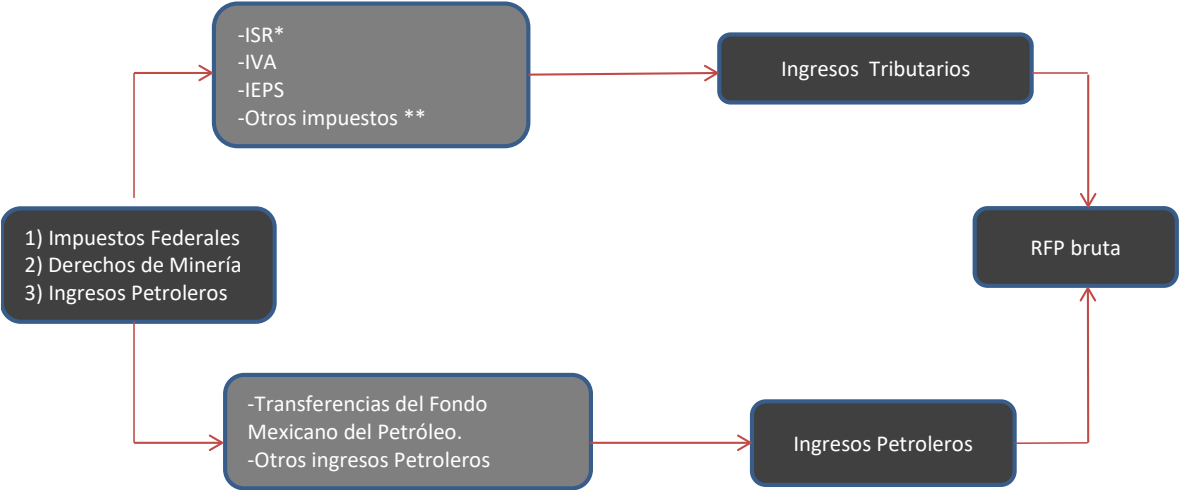 -ISR*
-IVA
-IEPS
-Otros impuestos **
Ingresos Tributarios
1) Impuestos Federales
2) Derechos de Minería
3) Ingresos Petroleros
RFP bruta
-Transferencias del Fondo
Mexicano del Petróleo.
-Otros ingresos Petroleros
Ingresos Petroleros